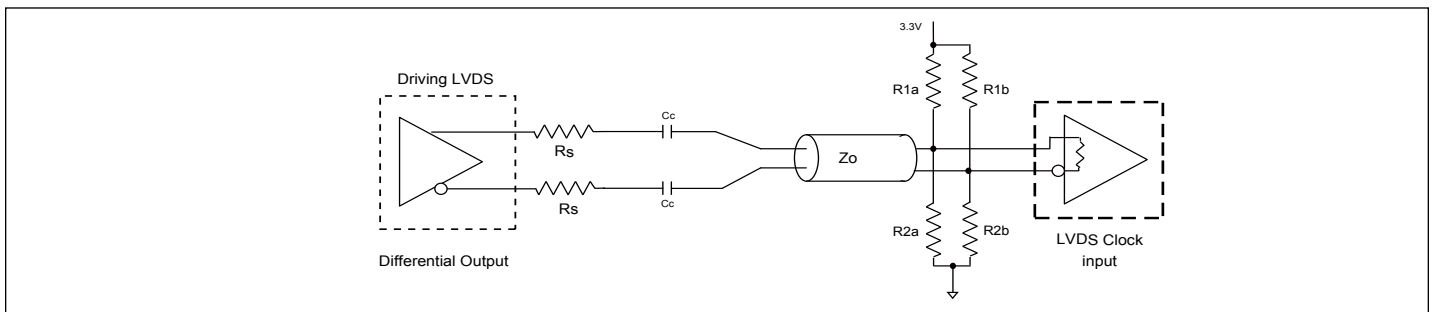 3.3V
Driving LVDS
R1a
R1b
Cc
Rs
Zo
Rs
Cc
R2a
R2b
LVDS Clock
input
Differential Output